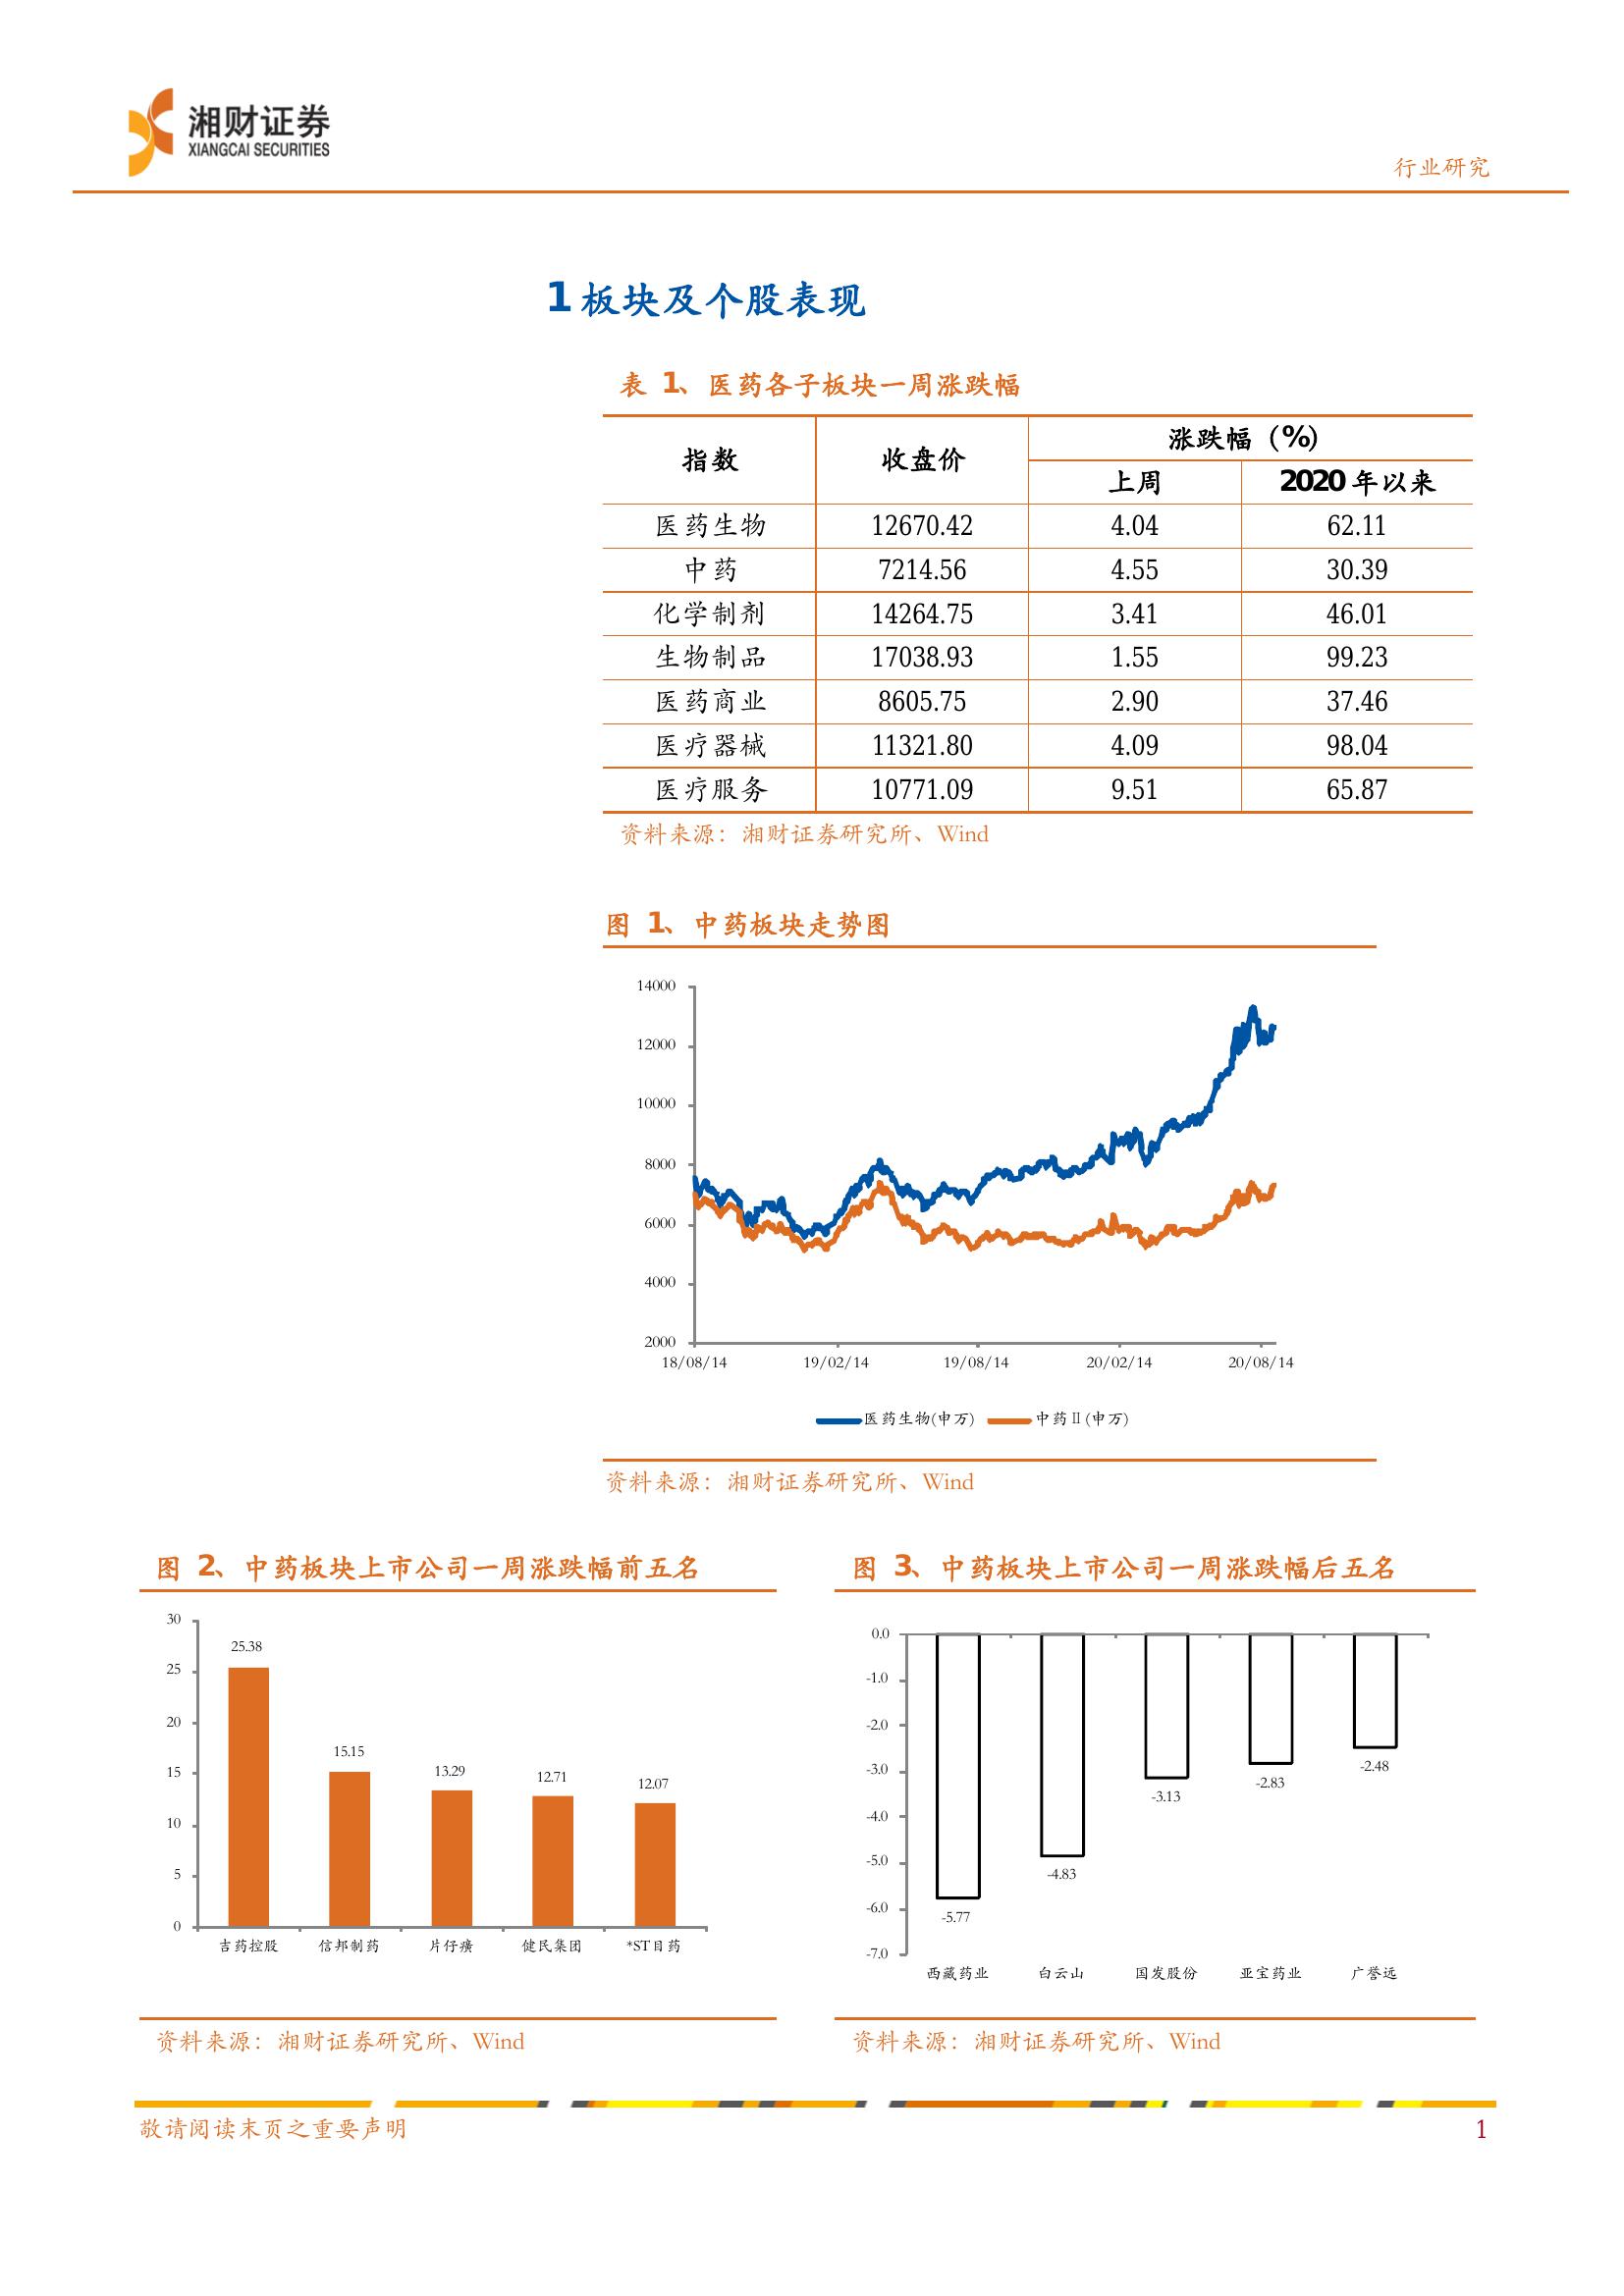 湘财证券
XIANGCAI SECURITIES
行业研究
1 板块及个股表现
表 1、医药各子板块一周涨跌幅
指数 收盘价 涨跌幅（%）
上周 2020 年以来
医药生物 12670.42 4.04 62.11
中药 7214.56 4.55 30.39
化学制剂 14264.75 3.41 46.01
生物制品 17038.93 1.55 99.23
医药商业 8605.75 2.90 37.46
医疗器械 11321.80 4.09 98.04
医疗服务 10771.09 9.51 65.87
资料来源：湘财证券研究所、Wind
图 1、中药板块走势图
14000
12000
10000
8000
6000
4000
2000
18/08/14 19/02/14 19/08/14 20/02/14 20/08/14
医药生物(申万) 中药Ⅱ(申万)
资料来源：湘财证券研究所、Wind
图 2、中药板块上市公司一周涨跌幅前五名
30
25
20
15
10
5
0
25.38
15.15
13.29
12.71
12.07
吉药控股 信邦制药 片仔癀 健民集团 *ST目药
资料来源：湘财证券研究所、Wind
图 3、中药板块上市公司一周涨跌幅后五名
0.0
-1.0
-2.0
-3.0
-4.0
-5.0
-6.0
-7.0
-5.77
-4.83
-3.13
-2.83
-2.48
西藏药业 白云山 国发股份 亚宝药业 广誉远
资料来源：湘财证券研究所、Wind
敬请阅读末页之重要声明
1